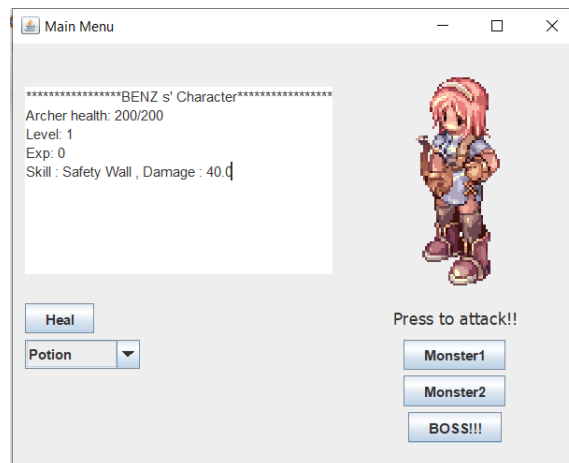 Main Menu
*****************BENZ s' Character*****************
Archer health: 200/200
Level: 1
Exp: 0
Skill : Safety Wall , Damage : 40.0
Heal
Potion
Press to attack!!
Monster1
Monster2
BOSS!!!